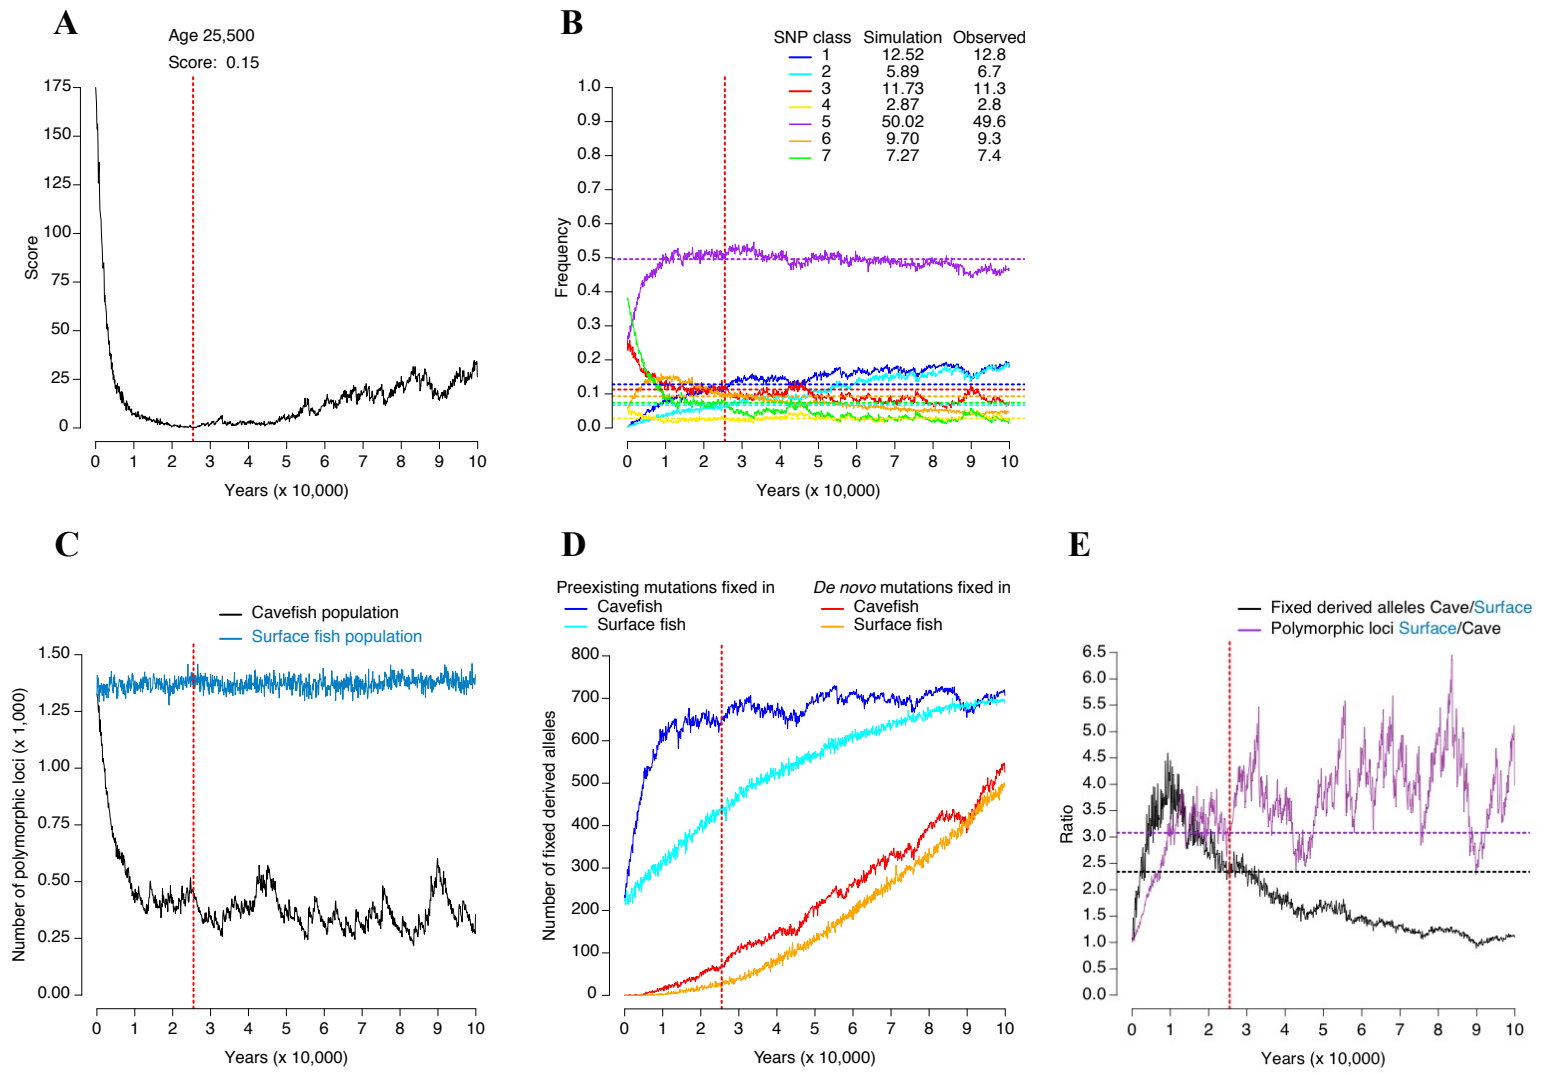 A
Age 25,500
Score: 0.15
175
150
125
100
75
50
25
0
Score
0 1 2 3 4 5 6 7 8 9 10
Years (x 10,000)
B
SNP class Simulation Observed
1 12.52 12.8
2 5.89 6.7
3 11.73 11.3
4 2.87 2.8
5 50.02 49.6
6 9.70 9.3
7 7.27 7.4
1.0
0.9
0.8
0.7
0.6
0.5
0.4
0.3
0.2
0.1
0.0
Frequency
0 1 2 3 4 5 6 7 8 9 10
Years (x 10,000)
C
Cavefish population
Surface fish population
1.50
1.25
1.00
0.75
0.50
0.25
0.00
Number of polymorphic loci (x 1,000)
0 1 2 3 4 5 6 7 8 9 10
Years (x 10,000)
D
Preexisting mutations fixed in De novo mutations fixed in
Cavefish Cavefish
Surface fish Surface fish
800
700
600
500
400
300
200
100
0
Number of fixed derived alleles
0 1 2 3 4 5 6 7 8 9 10
Years (x 10,000)
E
Fixed derived alleles Cave/Surface
Polymorphic loci Surface/Cave
6.5
6.0
5.5
5.0
4.5
4.0
3.5
3.0
2.5
2.0
1.5
1.0
0.5
0.0
Ratio
0 1 2 3 4 5 6 7 8 9 10
Years (x 10,000)